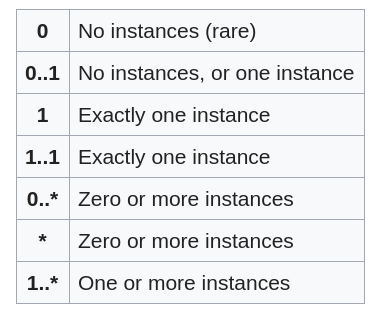 0 No instances (rare)
0..1 No instances, or one instance
1 Exactly one instance
1..1 Exactly one instance
0..* Zero or more instances
* Zero or more instances
1..* One or more instances